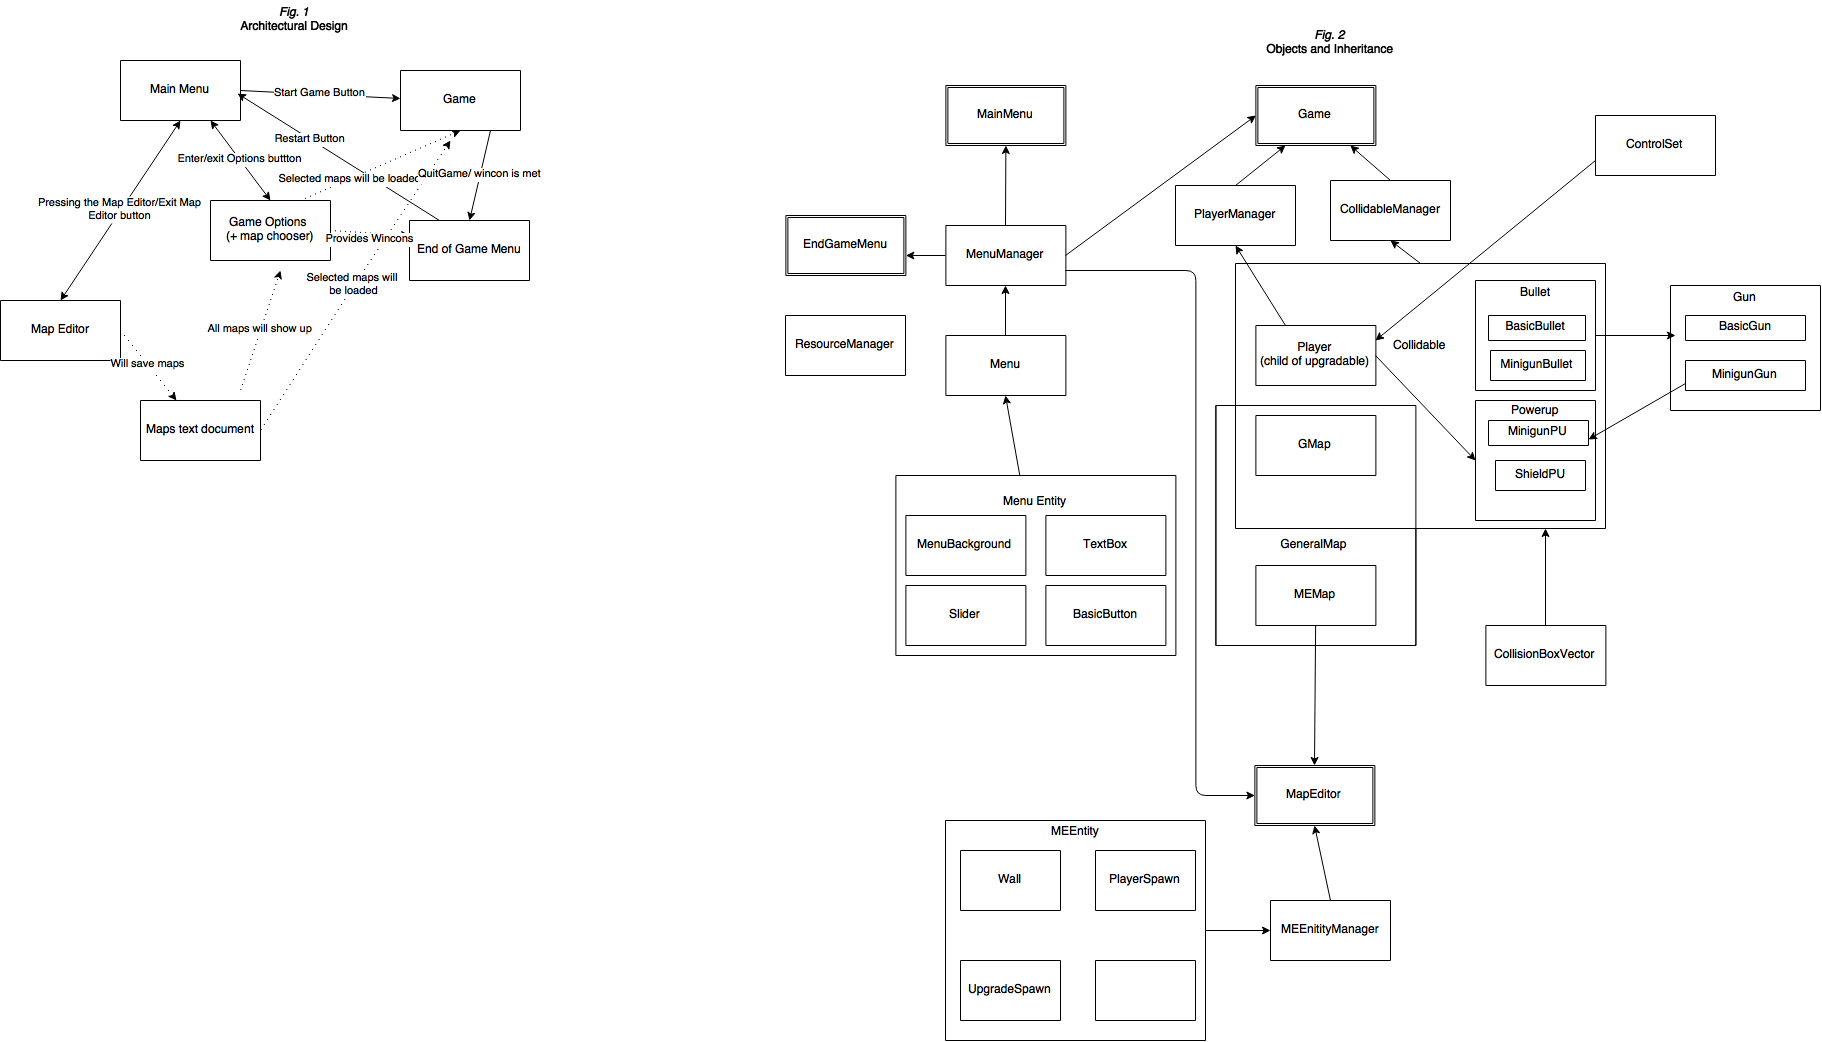 Fig. 1
Architectural Design
Main Menu
Start Game Button
Game
Restart Button
Enter/exit Options buttton
Selected maps will be loaded
QuitGame/ wincon is met
Pressing the Map Editor/Exit Map
Editor button
Game Options
(+ map chooser)
Provides Wincons
End of Game Menu
Selected maps will
be loaded
Map Editor
All maps will show up
Will save maps
Maps text document
Fig. 2
Objects and Inheritance
MainMenu
Game
ControlSet
PlayerManager
CollidableManager
EndGameMenu
MenuManager
Bullet
BasicBullet
MinigunBullet
Gun
BasicGun
MinigunGun
ResourceManager
Menu
Player
(child of upgradable)
Collidable
Powerup
MinigunPU
ShieldPU
GMap
Menu Entity
MenuBackground
TextBox
Slider
BasicButton
GeneralMap
MEMap
CollisionBoxVector
MapEditor
MEEntity
Wall
PlayerSpawn
UpgradeSpawn
MEEnitityManager